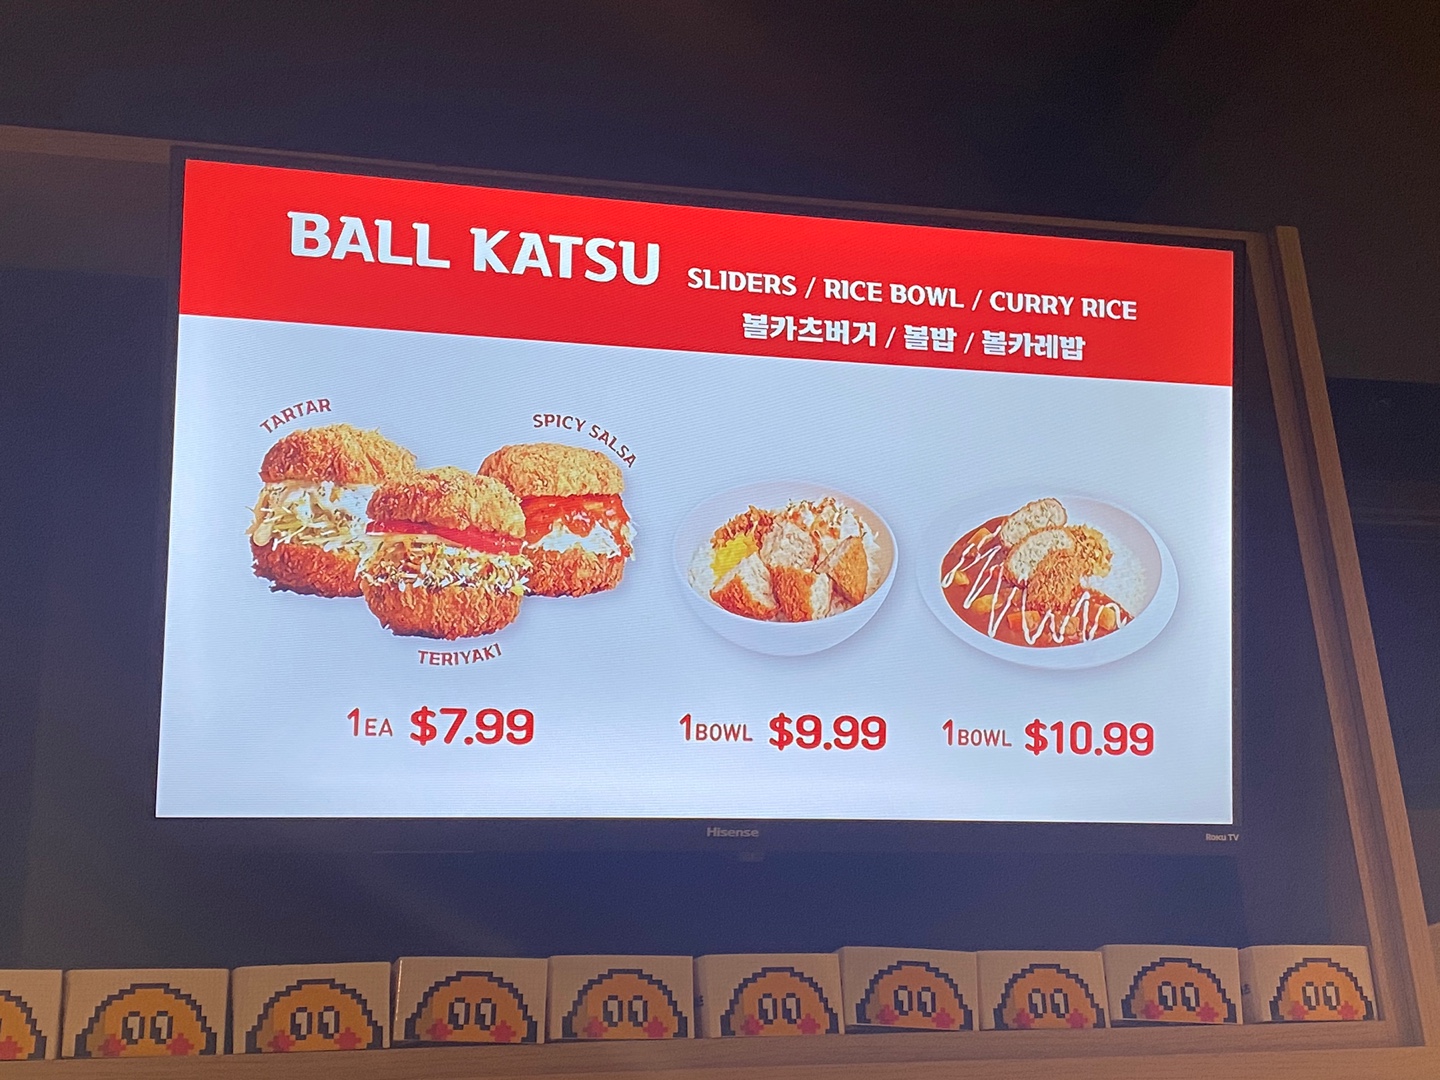 BALL KATSU
SLIDERS / RICE BOWL / CURRY RICE
볼카츠버거 / 볼밥 / 볼카레밥
TARTAR
SPICY SALSA
TERIYAKI
1EA $7.99
1BOWL $9.99
1BOWL $10.99
Hisense
Roku TV